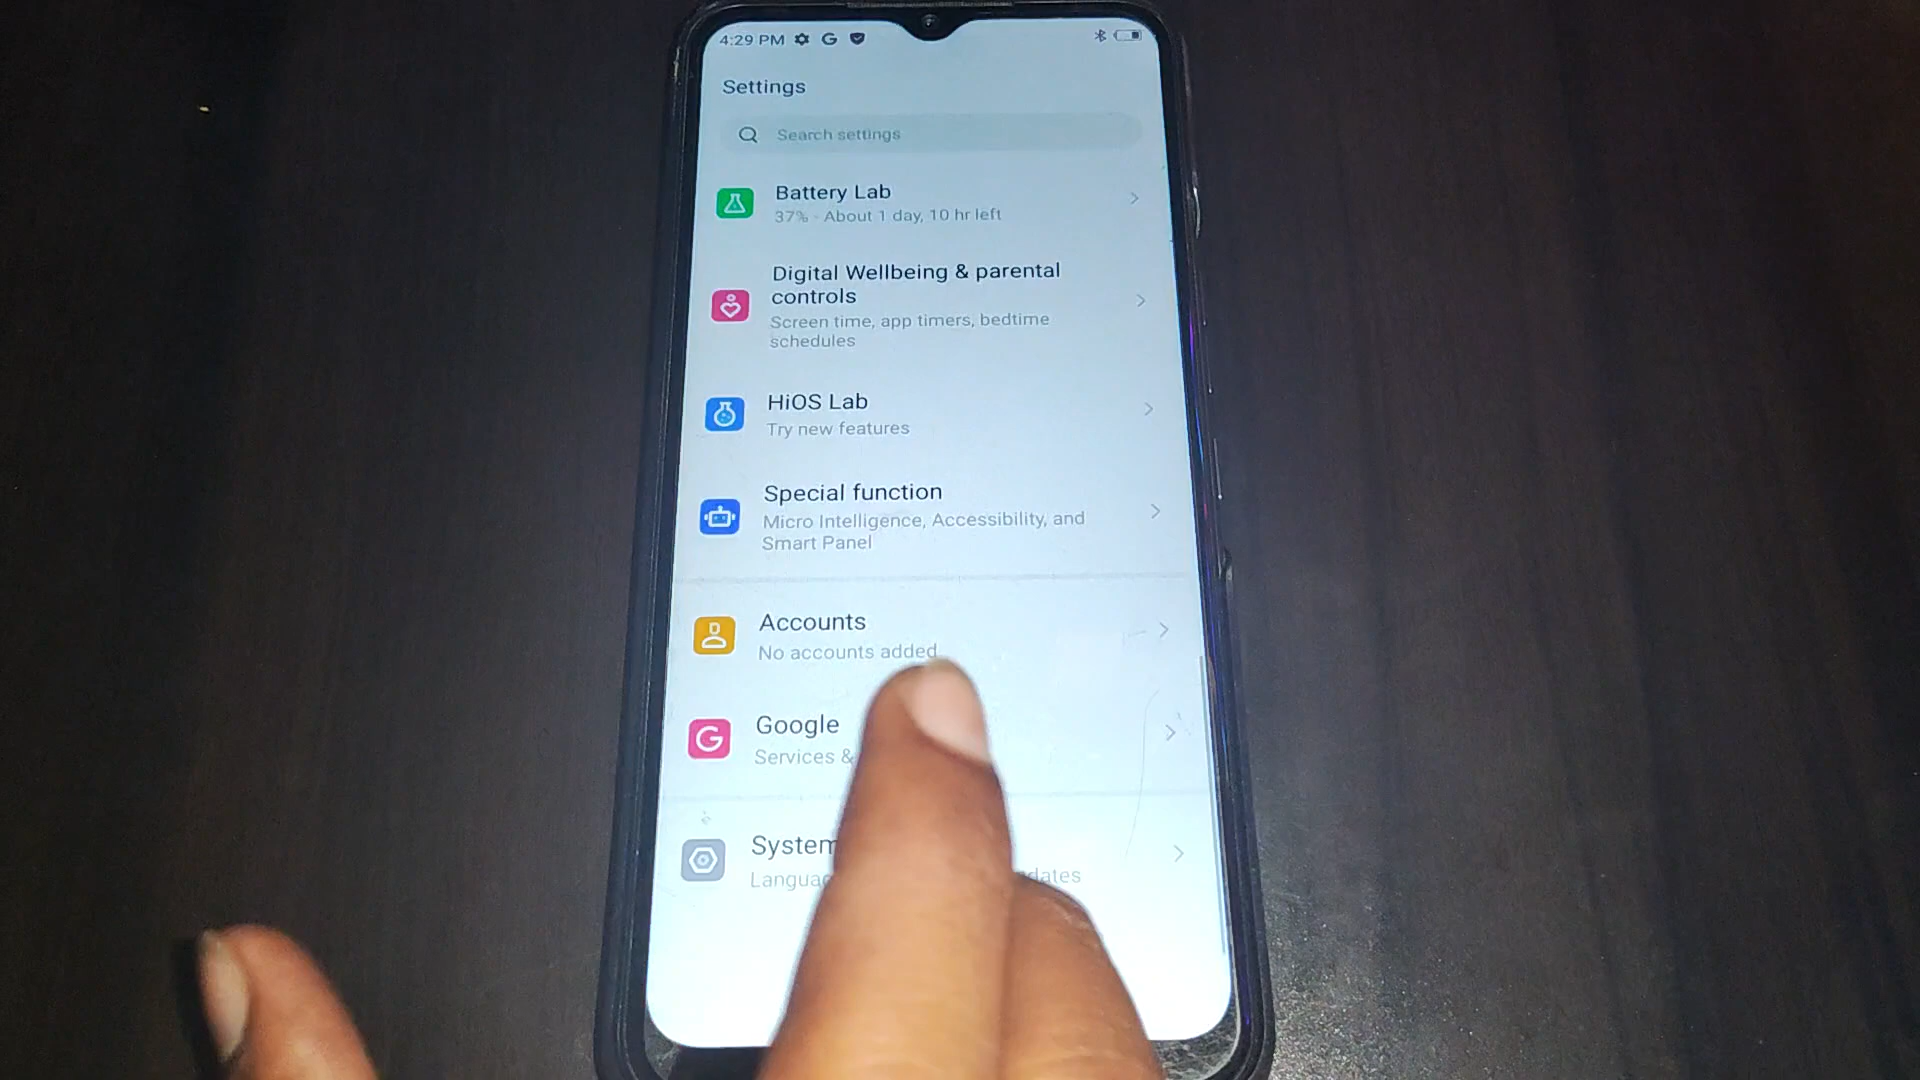 4:29 PM
Settings
Search settings
Battery Lab
37% - About 1 day, 10 hr left
Digital Wellbeing & parental
controls
Screen time, app timers, bedtime
schedules
HiOS Lab
Try new features
Special function
Micro Intelligence, Accessibility, and
Smart Panel
Accounts
No accounts added
Google
Services &
System